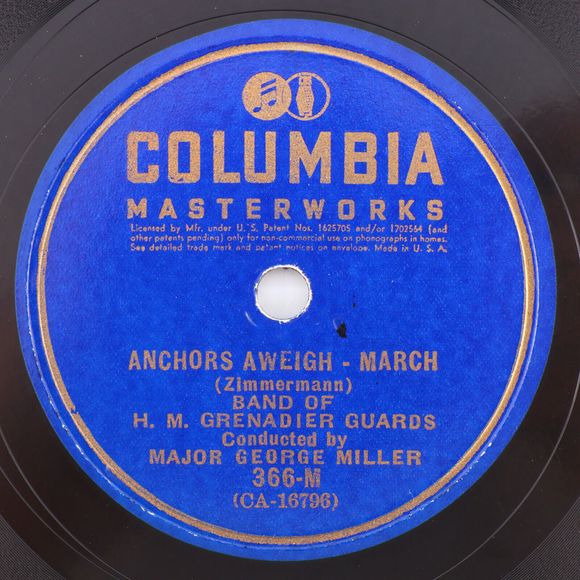 COLUMBIA
MASTERWORKS
Licensed by Mfr. under U. S. Patent Nos. 1625705 and/or 1702564 (and
other patents pending) only for non-commercial use on phonographs in homes.
See detailed trade mark and patent notices on envelope. Made in U. S. A.
ANCHORS AWEIGH - MARCH
(Zimmermann)
BAND OF
H. M. GRENADIER GUARDS
Conducted by
MAJOR GEORGE MILLER
366-M
(CA-16796)